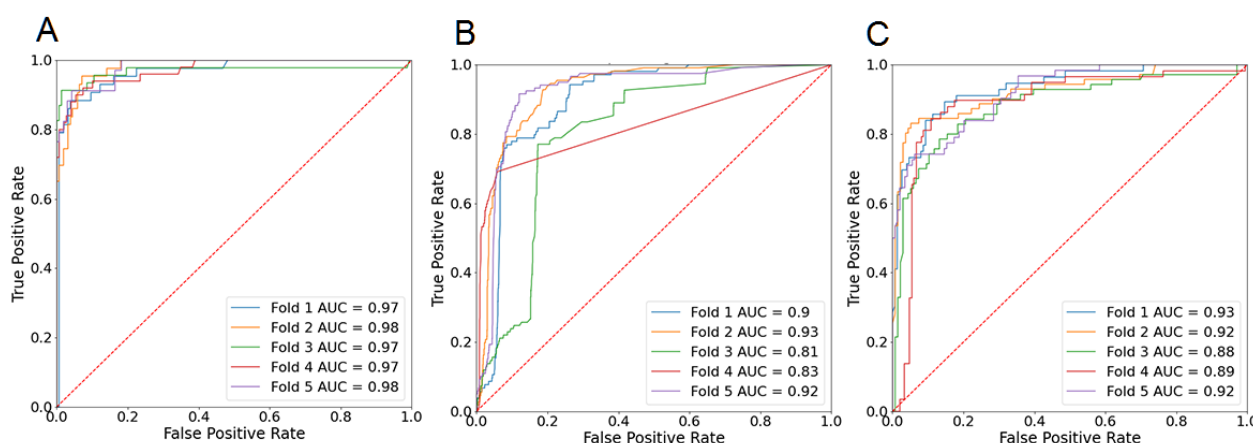 A
1.0
0.8
0.6
0.4
0.2
0.0
True Positive Rate
0.0 0.2 0.4 0.6 0.8 1.0
False Positive Rate
Fold 1 AUC = 0.97
Fold 2 AUC = 0.98
Fold 3 AUC = 0.97
Fold 4 AUC = 0.97
Fold 5 AUC = 0.98
B
1.0
0.8
0.6
0.4
0.2
0.0
True Positive Rate
0.0 0.2 0.4 0.6 0.8 1.0
False Positive Rate
Fold 1 AUC = 0.9
Fold 2 AUC = 0.93
Fold 3 AUC = 0.81
Fold 4 AUC = 0.83
Fold 5 AUC = 0.92
C
1.0
0.8
0.6
0.4
0.2
0.0
True Positive Rate
0.0 0.2 0.4 0.6 0.8 1.0
False Positive Rate
Fold 1 AUC = 0.93
Fold 2 AUC = 0.92
Fold 3 AUC = 0.88
Fold 4 AUC = 0.89
Fold 5 AUC = 0.92